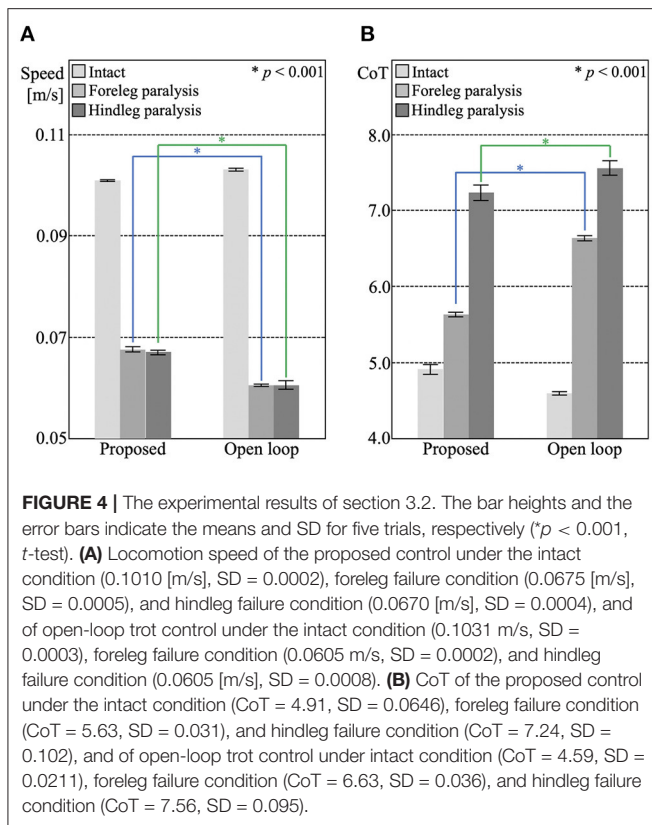 A
Speed
[m/s]
Intact
Foreleg paralysis
Hindleg paralysis
* p < 0.001
0.11
0.09
0.07
0.05
*
*
Proposed
Open loop
B
CoT
Intact
Foreleg paralysis
Hindleg paralysis
* p < 0.001
8.0
7.0
6.0
5.0
4.0
*
*
Proposed
Open loop
FIGURE 4 | The experimental results of section 3.2. The bar heights and the
error bars indicate the means and SD for five trials, respectively (*p < 0.001,
t-test). (A) Locomotion speed of the proposed control under the intact
condition (0.1010 [m/s], SD = 0.0002), foreleg failure condition (0.0675 [m/s],
SD = 0.0005), and hindleg failure condition (0.0670 [m/s], SD = 0.0004), and
of open-loop trot control under the intact condition (0.1031 m/s, SD =
0.0003), foreleg failure condition (0.0605 m/s, SD = 0.0002), and hindleg
failure condition (0.0605 [m/s], SD = 0.0008). (B) CoT of the proposed control
under the intact condition (CoT = 4.91, SD = 0.0646), foreleg failure condition
(CoT = 5.63, SD = 0.031), and hindleg failure condition (CoT = 7.24, SD =
0.102), and of open-loop trot control under intact condition (CoT = 4.59, SD =
0.0211), foreleg failure condition (CoT = 6.63, SD = 0.036), and hindleg failure
condition (CoT = 7.56, SD = 0.095).